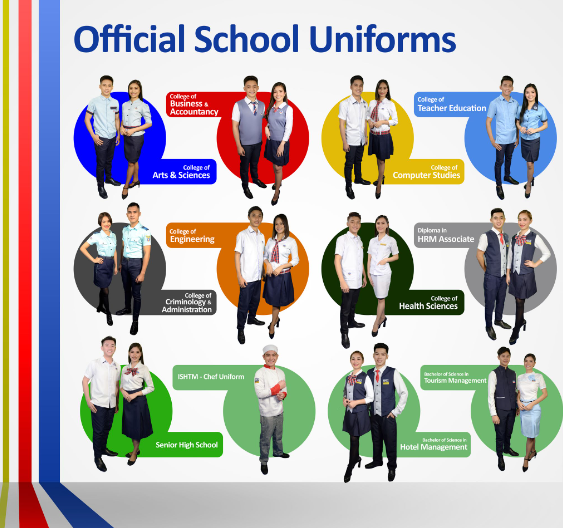 Official School Uniforms
College of
Business &
Accountancy
College of
Arts & Sciences
College of
Teacher Education
College of
Computer Studies
College of
Engineering
College of
Criminology &
Administration
Diploma in
HRM Associate
College of
Health Sciences
ISHTM - Chef Uniform
Senior High School
Bachelor of Science in
Tourism Management
Bachelor of Science in
Hotel Management